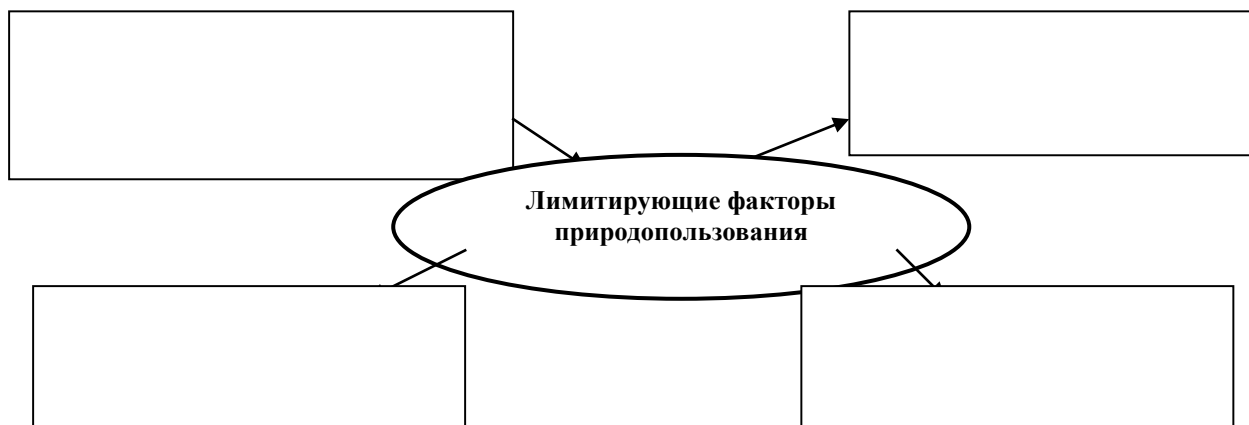 Лимитирующие факторы
природопользования